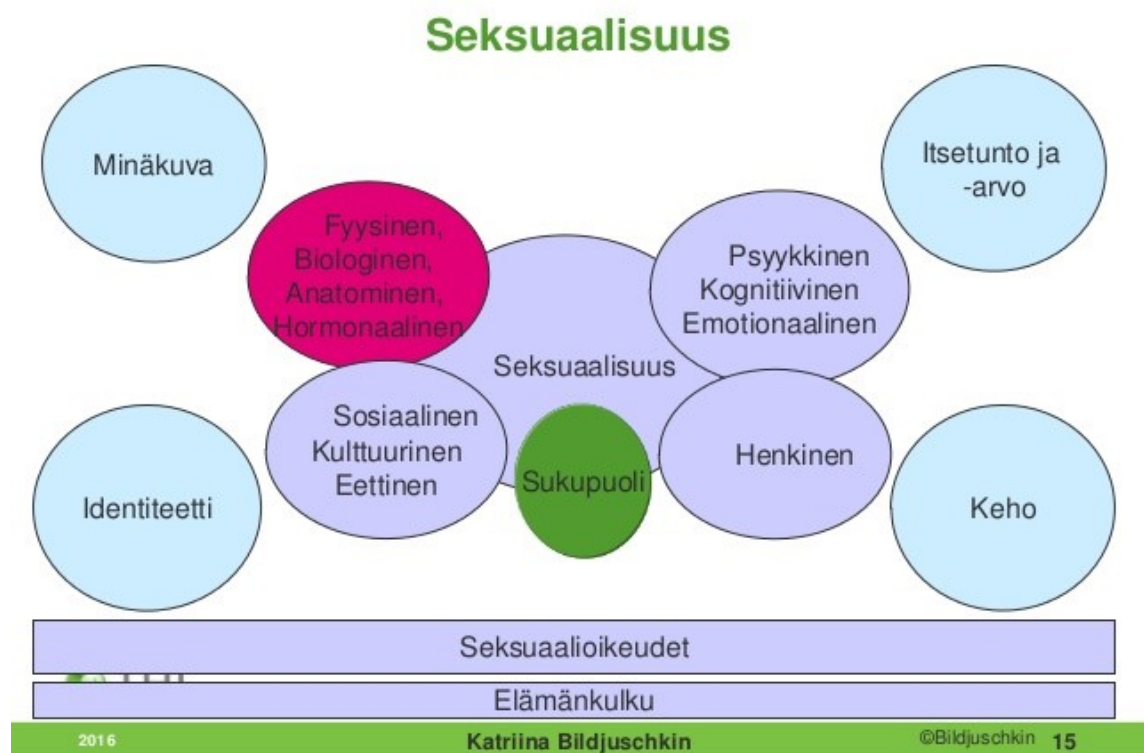 Seksuaalisuus
Minäkuva
Itsetunto ja
-arvo
Fyysinen,
Biologinen,
Anatominen,
Hormonaalinen
Psyykkinen
Kognitiivinen
Emotionaalinen
Seksuaalisuus
Sosiaalinen
Kulttuurinen
Eettinen
Sukupuoli
Henkinen
Identiteetti
Keho
Seksuaalioikeudet
Elämänkulku
2016
Katriina Bildjuschkin
©Bildjuschkin 15